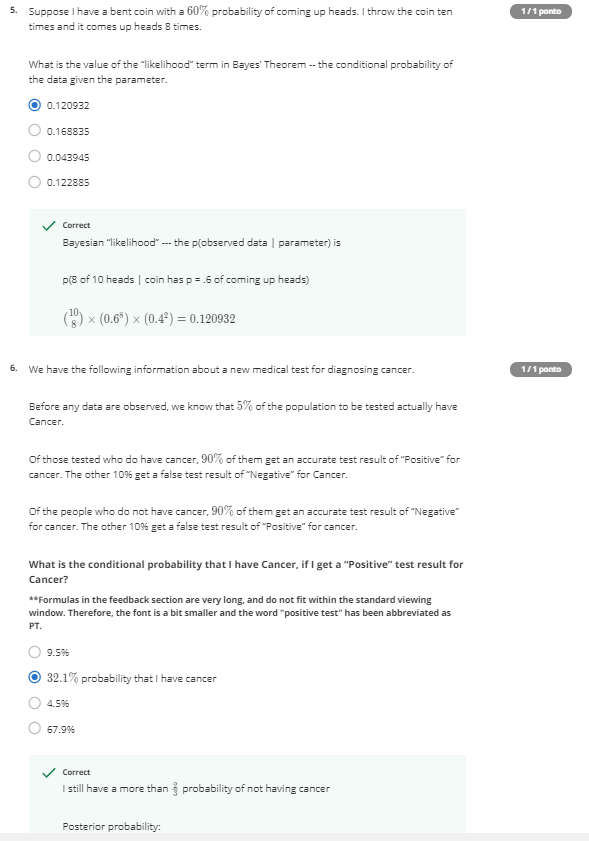 5. Suppose I have a bent coin with a 60% probability of coming up heads. I throw the coin ten
times and it comes up heads 8 times.
1 / 1 ponto
What is the value of the "likelihood" term in Bayes' Theorem -- the conditional probability of
the data given the parameter.
0.120932
0.168835
0.043945
0.122885
Correct
Bayesian "likelihood" --- the p(observed data | parameter) is
p(8 of 10 heads | coin has p = .6 of coming up heads)
(10 8) × (0.6⁸) × (0.4²) = 0.120932
6. We have the following information about a new medical test for diagnosing cancer.
1 / 1 ponto
Before any data are observed, we know that 5% of the population to be tested actually have
Cancer.
Of those tested who do have cancer, 90% of them get an accurate test result of "Positive" for
cancer. The other 10% get a false test result of "Negative" for Cancer.
Of the people who do not have cancer, 90% of them get an accurate test result of "Negative"
for cancer. The other 10% get a false test result of "Positive" for cancer.
What is the conditional probability that I have Cancer, if I get a "Positive" test result for
Cancer?
**Formulas in the feedback section are very long, and do not fit within the standard viewing
window. Therefore, the font is a bit smaller and the word "positive test" has been abbreviated as
PT.
9.5%
32.1% probability that I have cancer
4.5%
67.9%
Correct
I still have a more than 2/3 probability of not having cancer
Posterior probability: